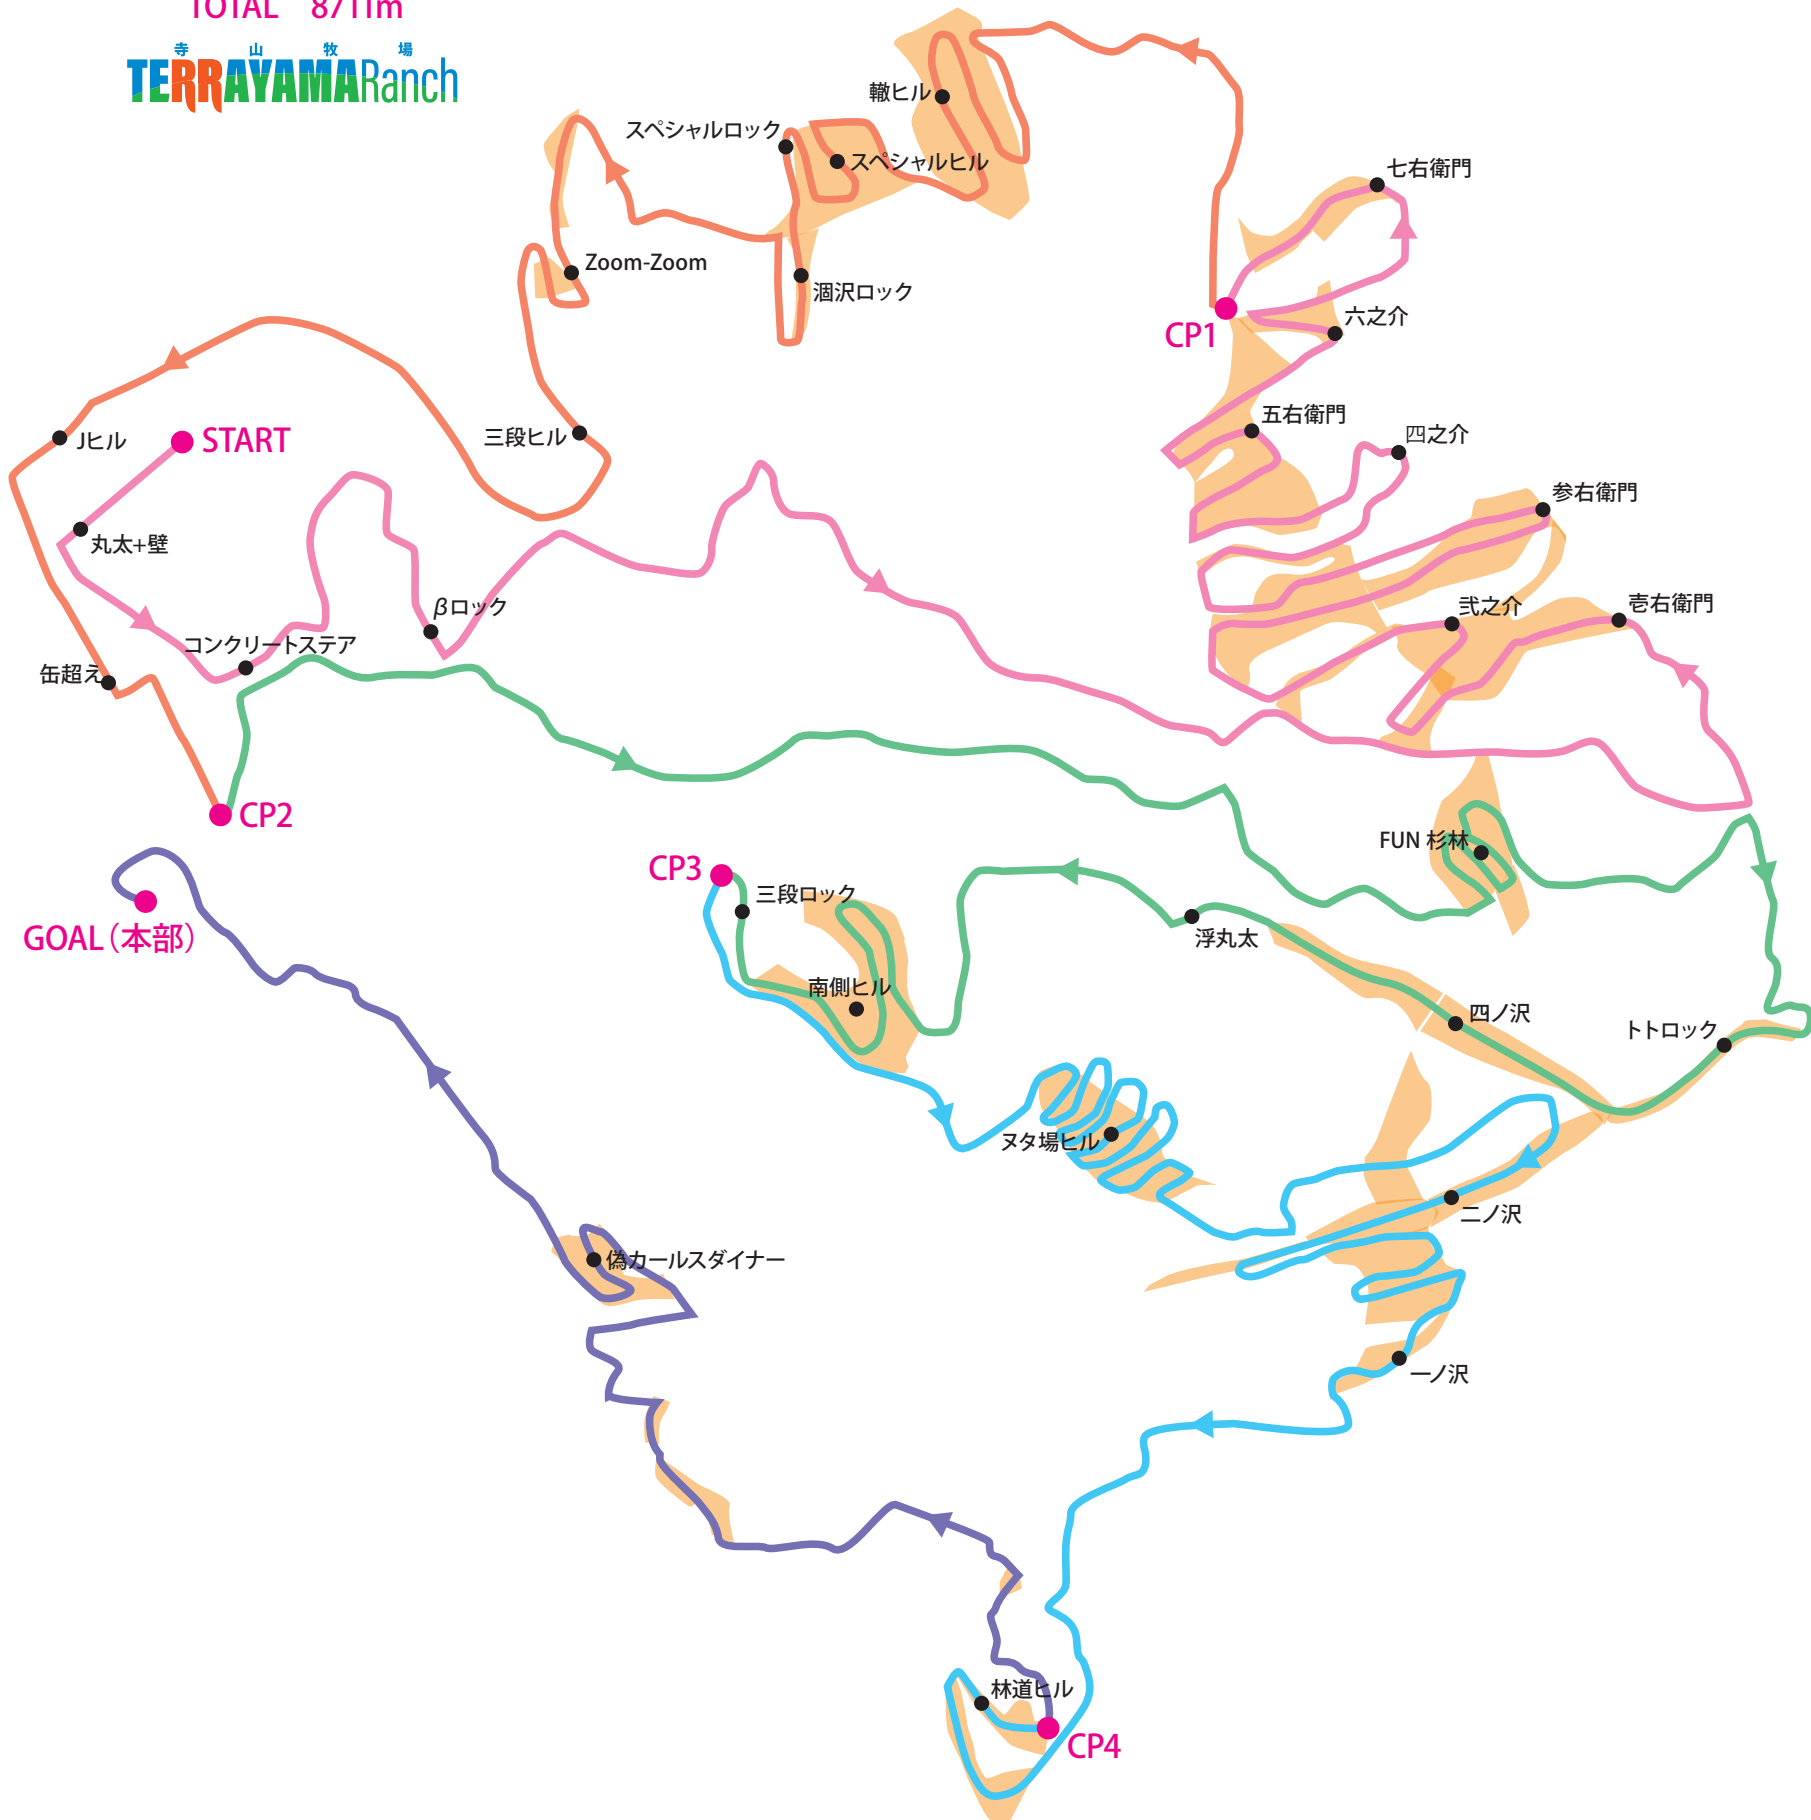 TOTAL 8711m
寺山牧場
TERRAYAMA Ranch
轍ヒル
スペシャルロック
スペシャルヒル
七右衛門
Zoom-Zoom
涸沢ロック
六之介
CP1
五右衛門
四之介
Jヒル
START
三段ヒル
参右衛門
丸太+壁
βロック
弐之介
壱右衛門
コンクリートステア
缶超え
CP2
FUN 杉林
CP3
三段ロック
GOAL（本部）
浮丸太
南側ヒル
四ノ沢
トトロック
ヌタ場ヒル
二ノ沢
偽カールスダイナー
一ノ沢
林道ヒル
CP4